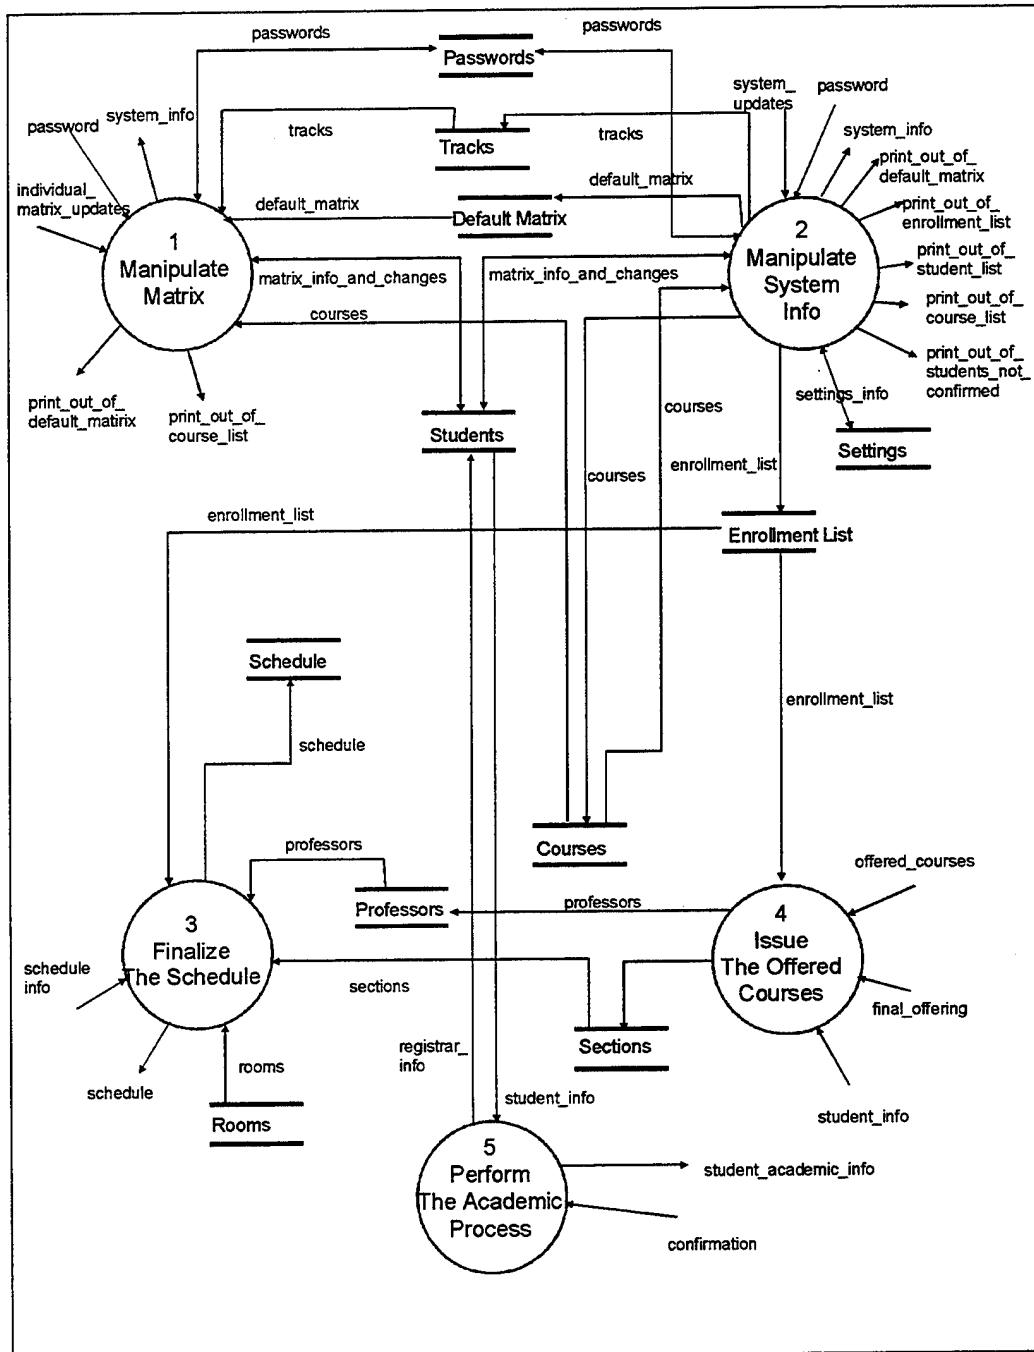 passwords
passwords
Passwords
system_
updates
password
system_info
password
tracks
Tracks
tracks
system_info
print_out_of_
default_matrix
individual_
matrix_updates
default_matrix
Default Matrix
default_matrix
print_out_of_
enrollment_list
1
Manipulate
Matrix
2
Manipulate
System
Info
matrix_info_and_changes
matrix_info_and_changes
print_out_of_
student_list
courses
print_out_of_
course_list
print_out_of_
students_not_
confirmed
print_out_of_
default_matirix
print_out_of_
course_list
settings_info
courses
Students
Settings
courses
enrollment_list
enrollment_list
Enrollment List
Schedule
enrollment_list
schedule
professors
Courses
offered_courses
Professors
professors
3
Finalize
The Schedule
4
Issue
The Offered
Courses
schedule
info
sections
final_offering
Sections
registrar_
info
rooms
schedule
student_info
student_info
Rooms
5
Perform
The Academic
Process
student_academic_info
confirmation